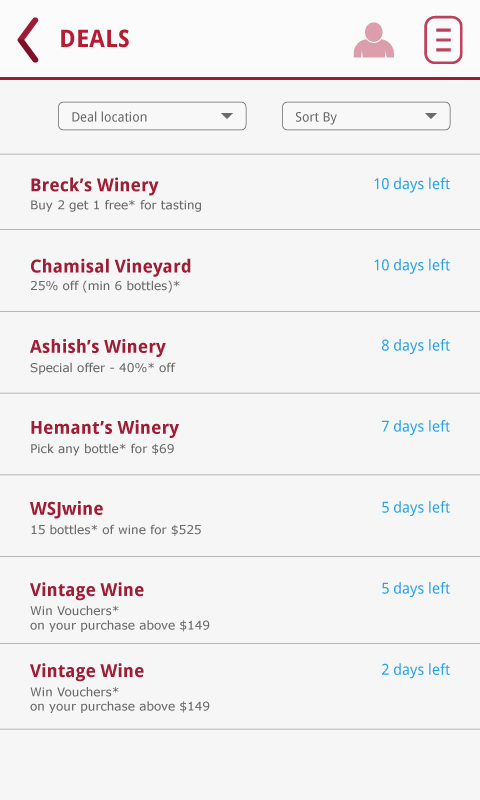 DEALS
Deal location
Sort By
Breck's Winery
10 days left
Buy 2 get 1 free* for tasting
Chamisal Vineyard
10 days left
25% off (min 6 bottles)*
Ashish's Winery
8 days left
Special offer - 40%* off
Hemant's Winery
7 days left
Pick any bottle* for $69
WSJwine
5 days left
15 bottles* of wine for $525
Vintage Wine
5 days left
Win Vouchers*
on your purchase above $149
Vintage Wine
2 days left
Win Vouchers*
on your purchase above $149